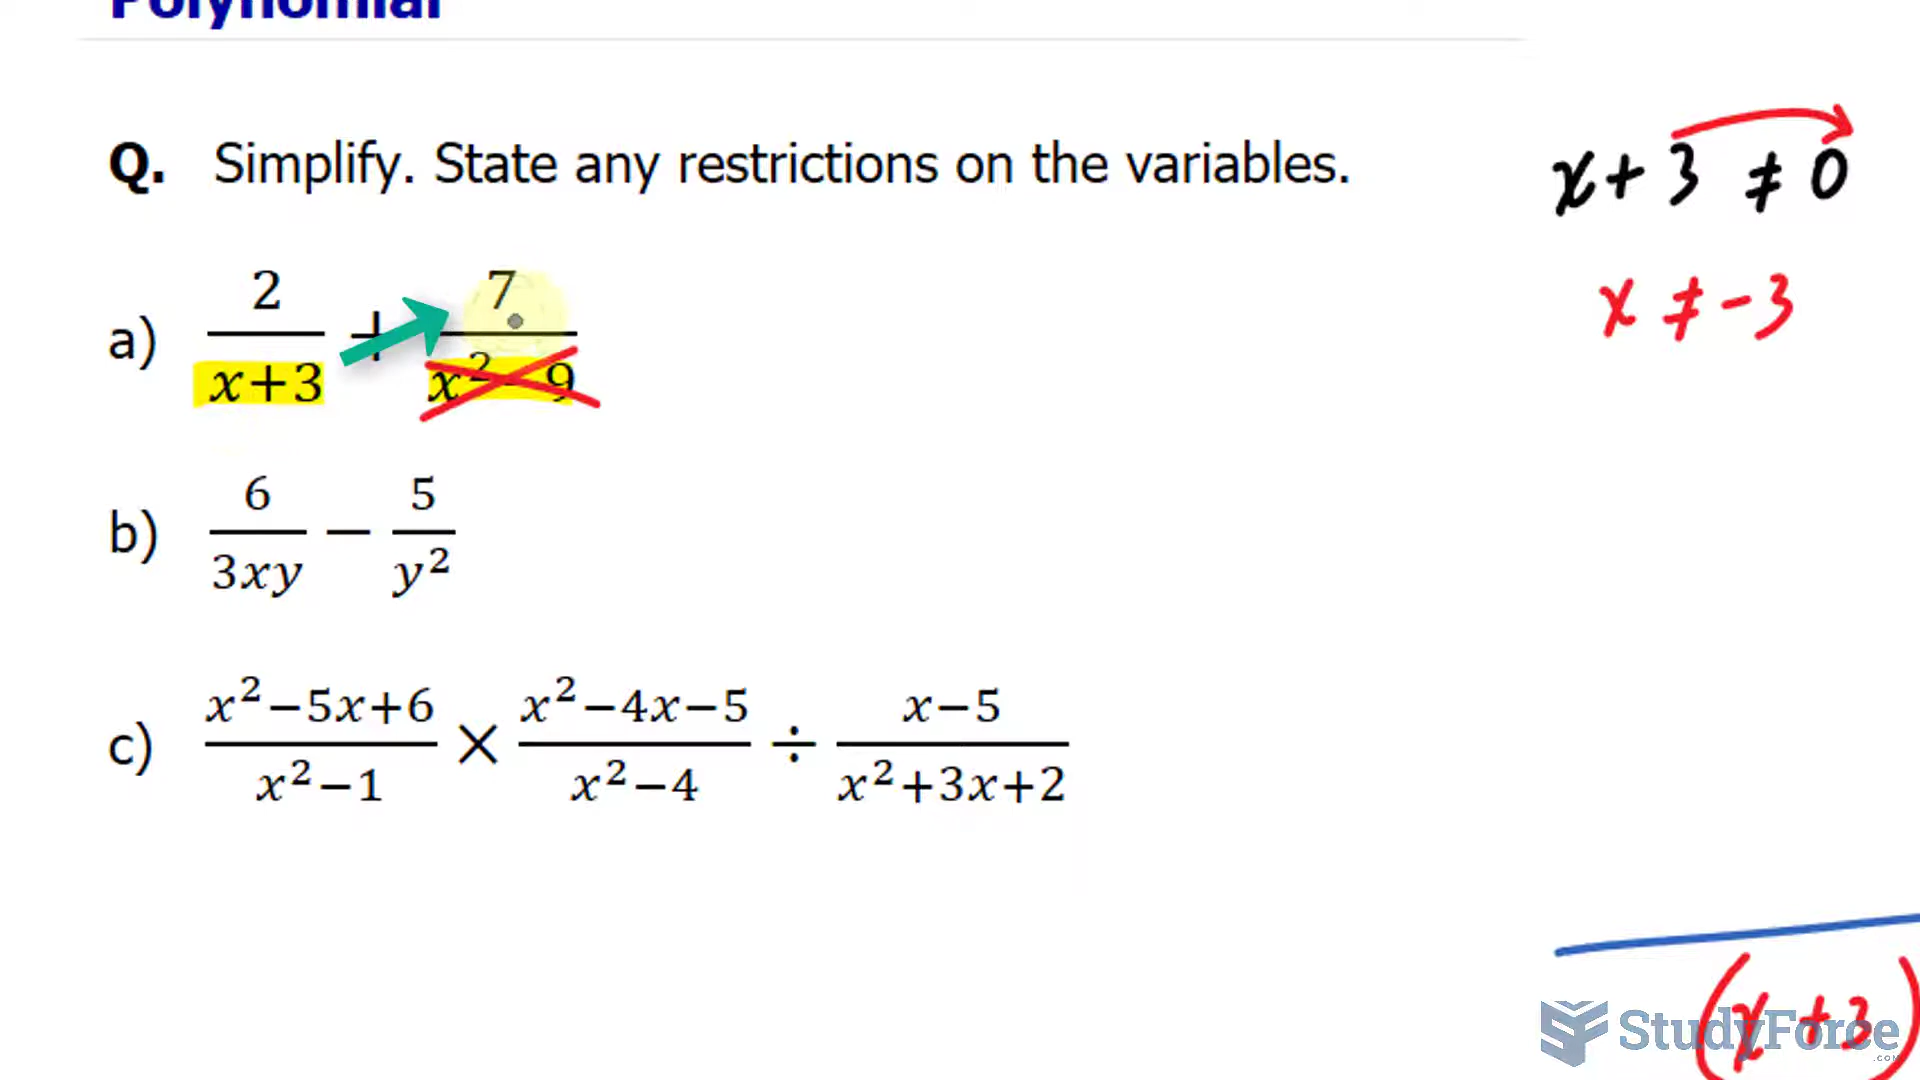 Polynomial
Q. Simplify. State any restrictions on the variables.
x+3 ≠ 0
x ≠ -3
a) 2/(x+3) + 7/(x²-9)
b) 6/(3xy) − 5/y²
c) (x²−5x+6)/(x²−1) × (x²−4x−5)/(x²−4) ÷ (x−5)/(x²+3x+2)
(x+3)
StudyForce
.COM